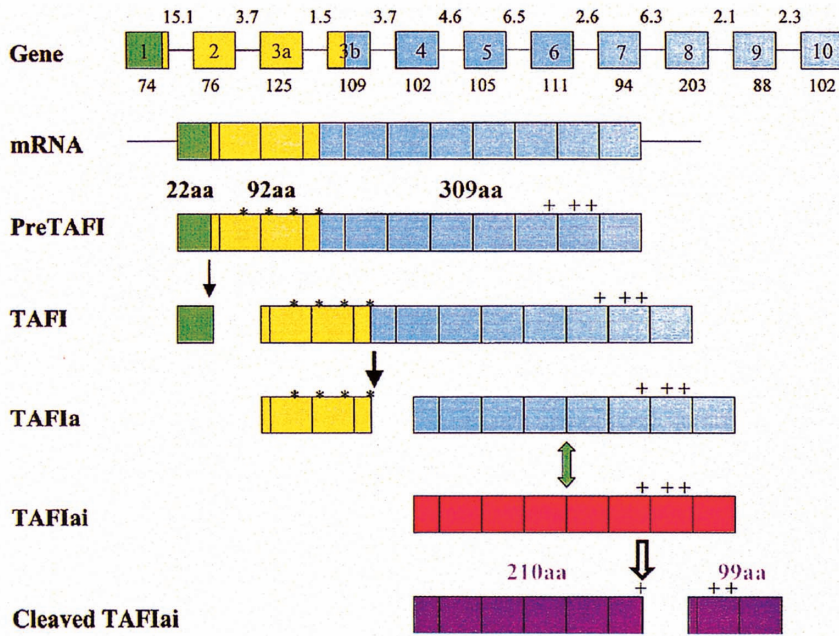 15.1 3.7 1.5 3.7 4.6 6.5 2.6 6.3 2.1 2.3
Gene 1 2 3a 3b 4 5 6 7 8 9 10
74 76 125 109 102 105 111 94 203 88 102
mRNA
22aa 92aa 309aa
* * * * + + +
PreTAFI
* * * * + + +
TAFI
* * * * + + +
TAFIa
+ + +
TAFIai
210aa 99aa
+ + +
Cleaved TAFIai